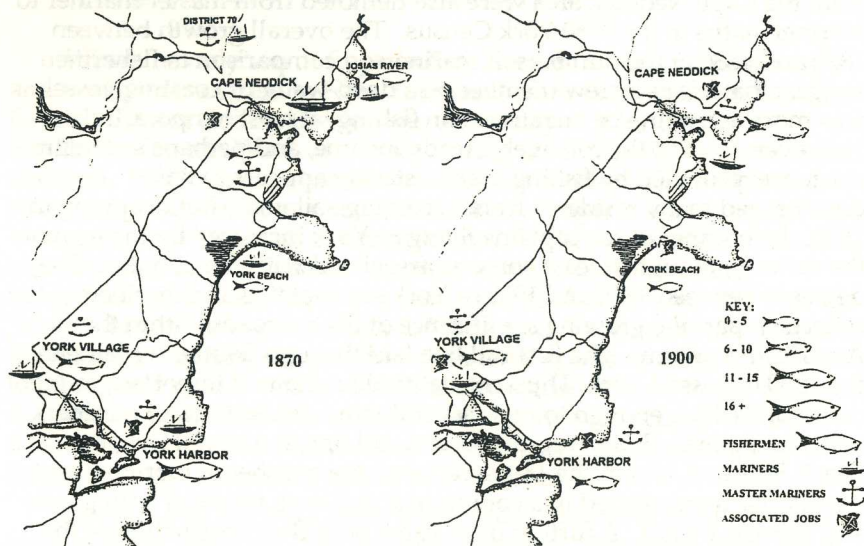 DISTRICT 70
JOSIAS RIVER
CAPE NEDDICK
YORK BEACH
YORK VILLAGE
1870
YORK HARBOR
CAPE NEDDICK
YORK BEACH
YORK VILLAGE
1900
YORK HARBOR
KEY:
0 - 5
6 - 10
11 - 15
16 +
FISHERMEN
MARINERS
MASTER MARINERS
ASSOCIATED JOBS